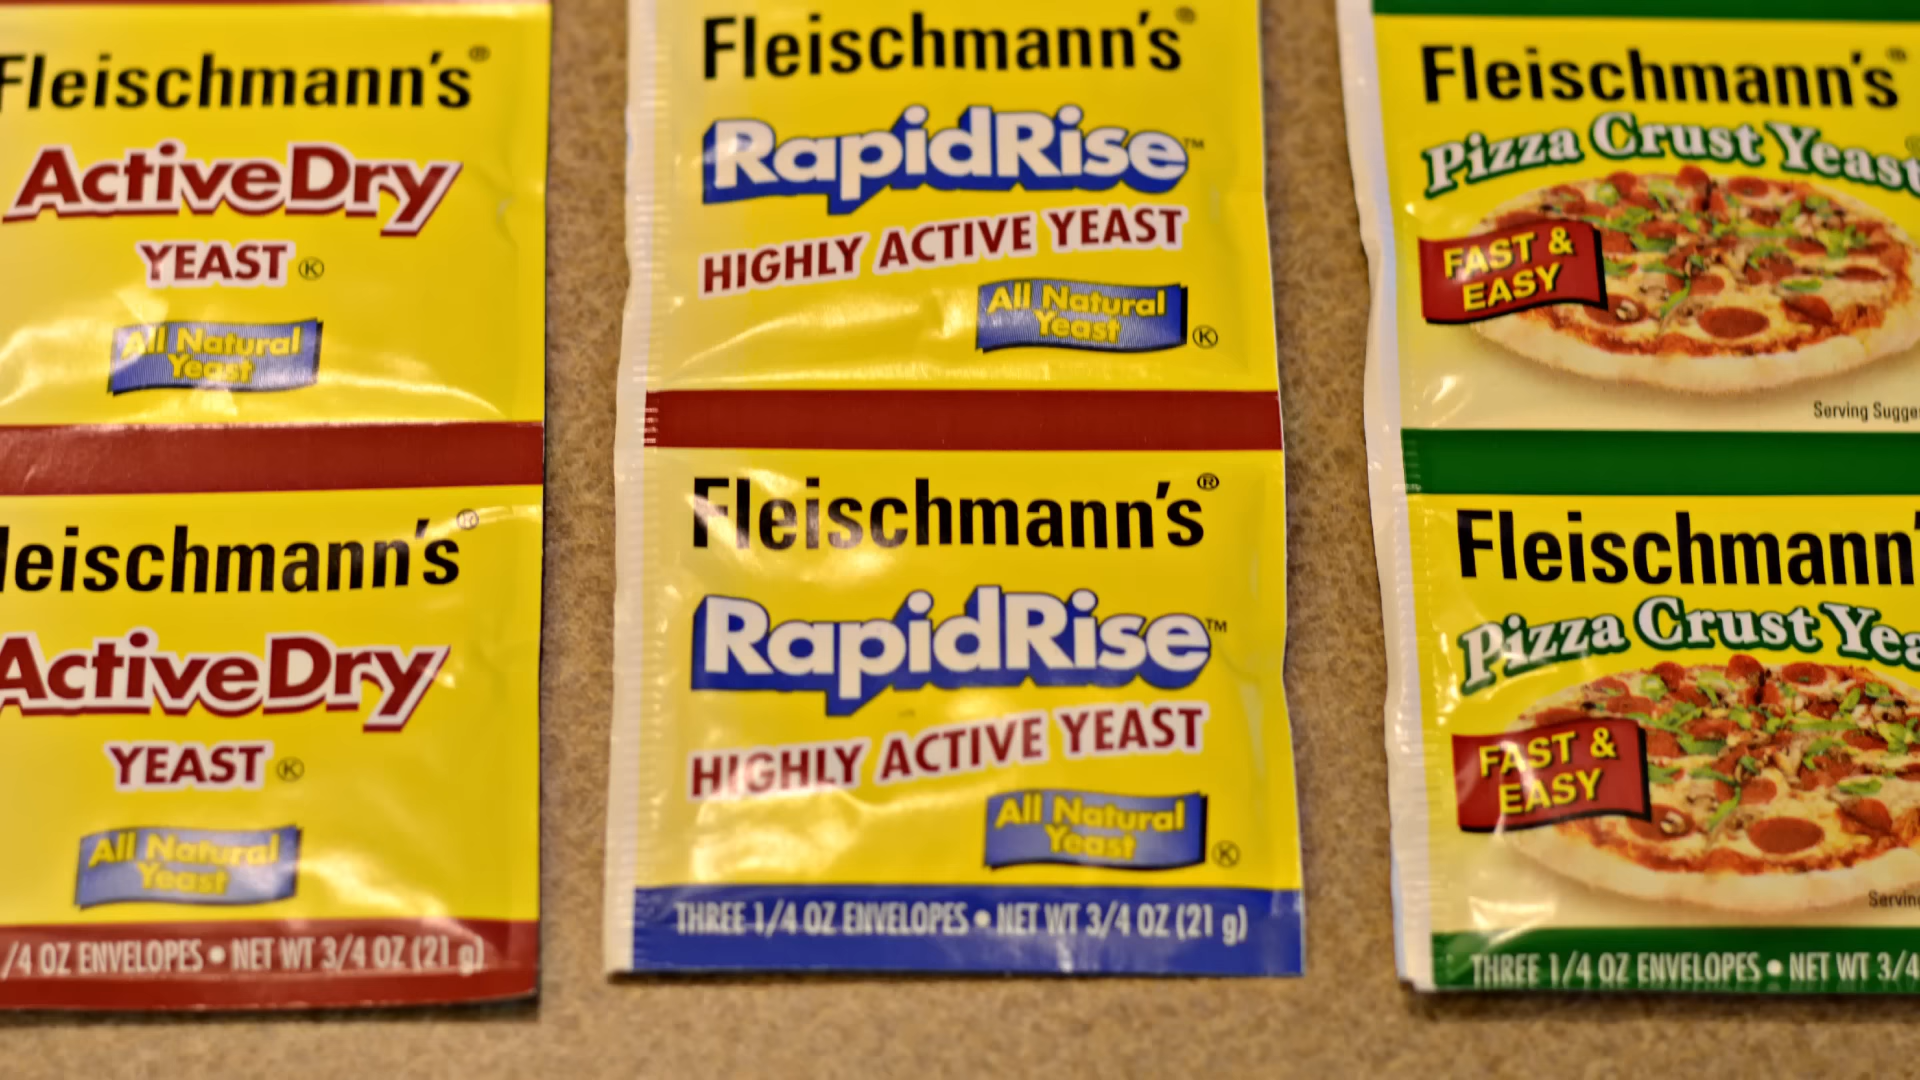 Fleischmann's®
ActiveDry
YEAST Ⓚ
All Natural
Yeast
leischmann's®
ActiveDry
YEAST Ⓚ
All Natural
Yeast
/4 OZ ENVELOPES • NET WT 3/4 OZ (21 g)
Fleischmann's®
RapidRise™
HIGHLY ACTIVE YEAST
All Natural
Yeast Ⓚ
Fleischmann's®
RapidRise™
HIGHLY ACTIVE YEAST
All Natural
Yeast Ⓚ
THREE 1/4 OZ ENVELOPES • NET WT 3/4 OZ (21 g)
Fleischmann's®
Pizza Crust Yeast
FAST &
EASY
Serving Sugge
Fleischmann'
Pizza Crust Yea
FAST &
EASY
Serving
THREE 1/4 OZ ENVELOPES • NET WT 3/4